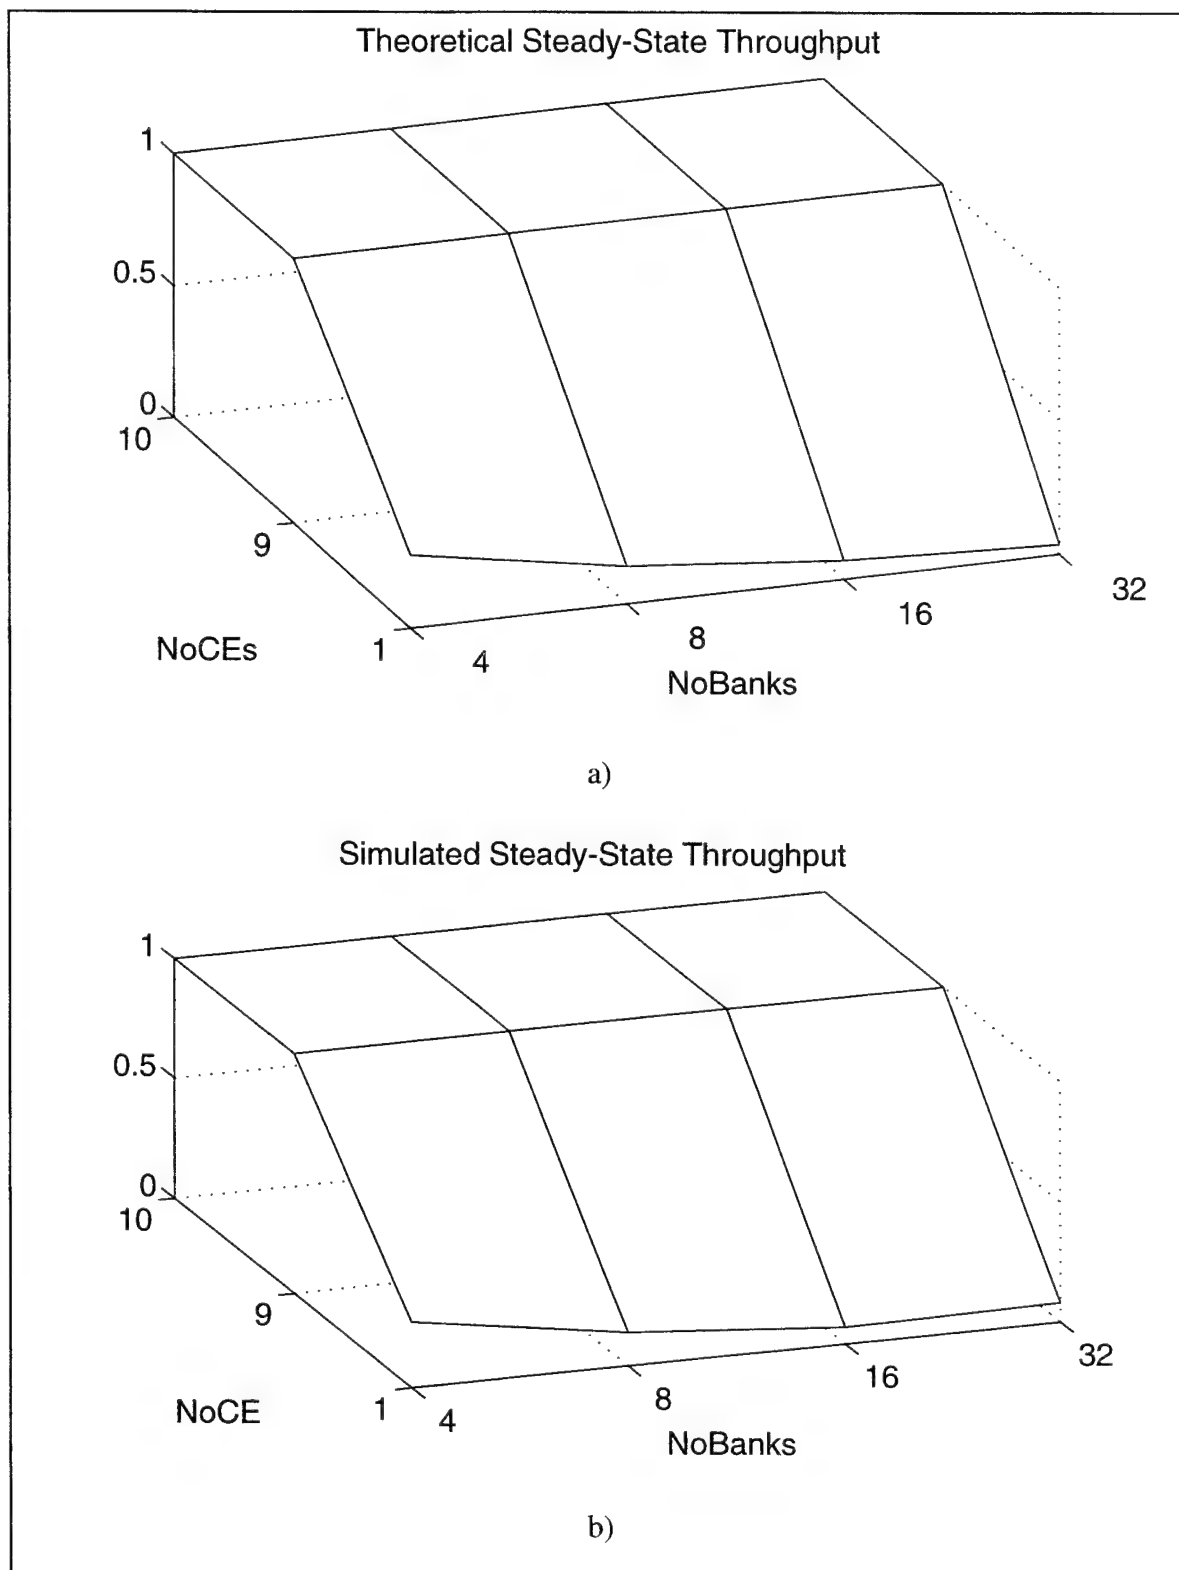 Theoretical Steady-State Throughput
1
0.5
0
10
9
1
NoCEs
4
8
16
32
NoBanks
a)
Simulated Steady-State Throughput
1
0.5
0
10
9
1
NoCE
4
8
16
32
NoBanks
b)